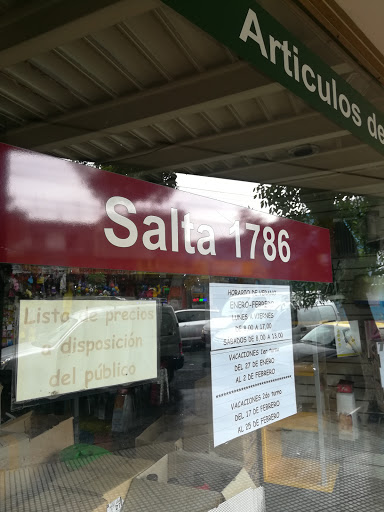 Articulos de
Salta 1786
Lista de precios
a disposición
del público
HORARIO DE VERANO
ENERO-FEBRERO
LUNES A VIERNES
DE 8.00 A 17.00
SABADOS DE 8.00 A 13.00
VACACIONES 1er turno
DEL 27 DE ENERO
AL 2 DE FEBRERO
VACACIONES 2do turno
DEL 17 DE FEBRERO
AL 25 DE FEBRERO